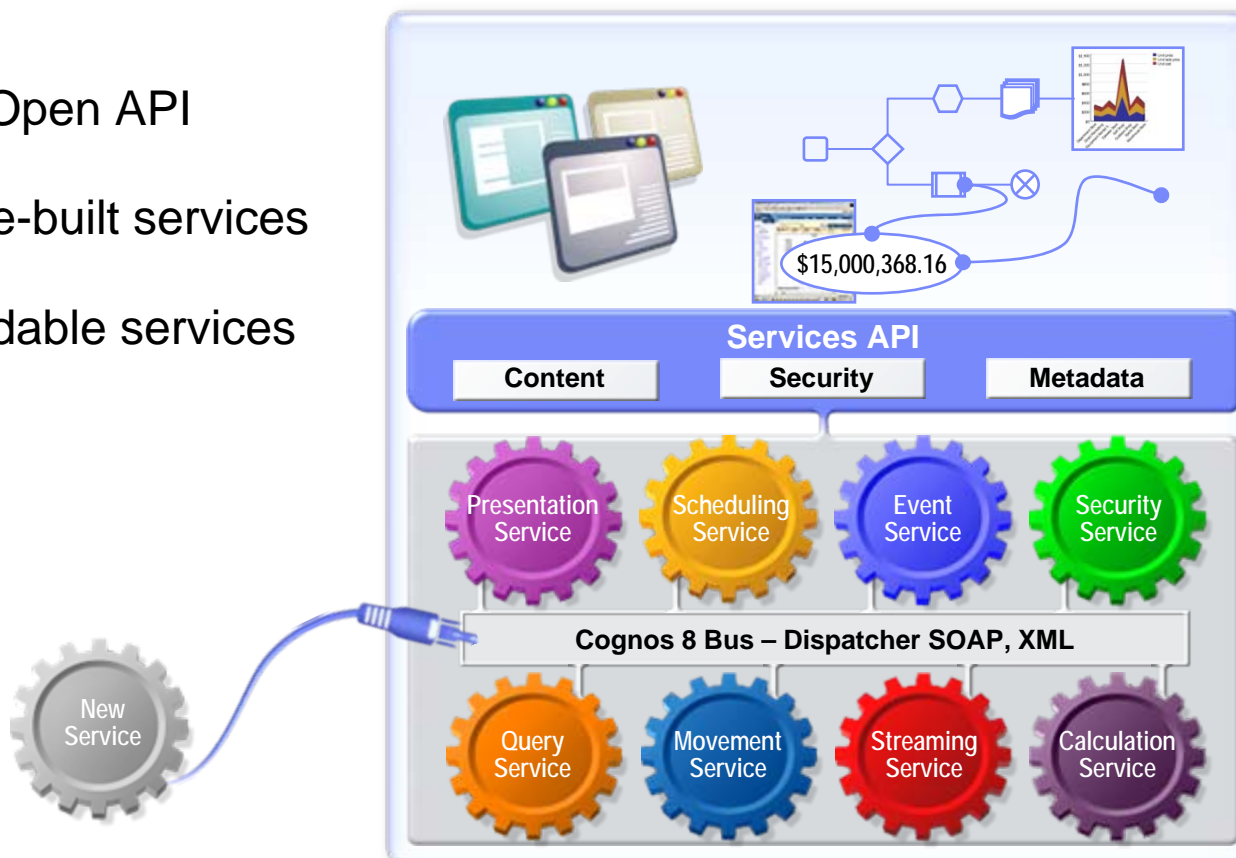 Open API
e-built services
dable services
$15,000,368.16
Services API
Content
Security
Metadata
Presentation
Service
Scheduling
Service
Event
Service
Security
Service
Cognos 8 Bus – Dispatcher SOAP, XML
New
Service
Query
Service
Movement
Service
Streaming
Service
Calculation
Service